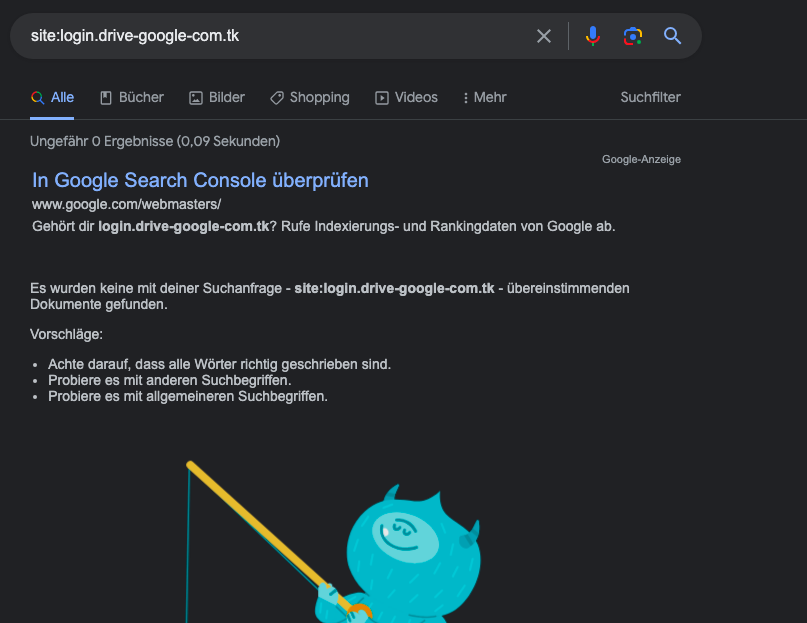 site:login.drive-google-com.tk
Alle Bücher Bilder Shopping Videos Mehr Suchfilter
Ungefähr 0 Ergebnisse (0,09 Sekunden)
Google-Anzeige
In Google Search Console überprüfen
www.google.com/webmasters/
Gehört dir login.drive-google-com.tk? Rufe Indexierungs- und Rankingdaten von Google ab.
Es wurden keine mit deiner Suchanfrage - site:login.drive-google-com.tk - übereinstimmenden
Dokumente gefunden.
Vorschläge:
• Achte darauf, dass alle Wörter richtig geschrieben sind.
• Probiere es mit anderen Suchbegriffen.
• Probiere es mit allgemeineren Suchbegriffen.